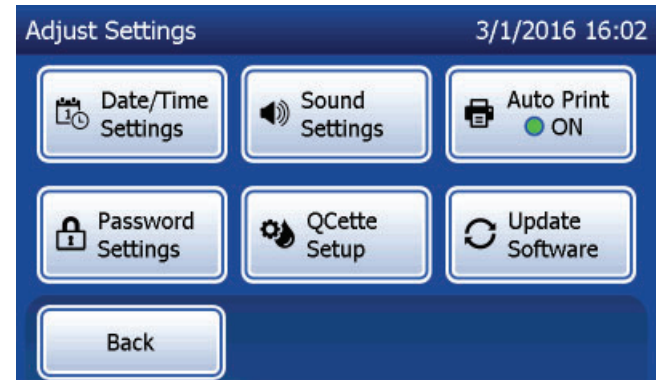 Adjust Settings 3/1/2016 16:02
Date/Time
Settings
Sound
Settings
Auto Print
ON
Password
Settings
QCette
Setup
Update
Software
Back